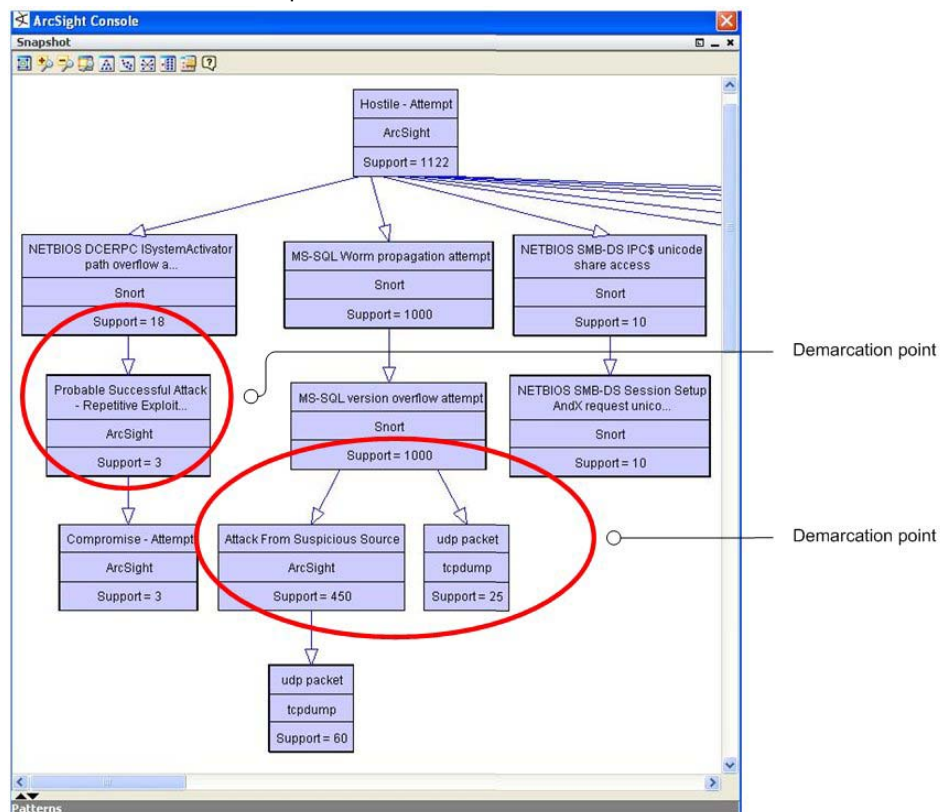 ArcSight Console
Snapshot
Hostile - Attempt
ArcSight
Support = 1122
NETBIOS DCERPC ISystemActivator
path overflow a...
Snort
Support = 18
MS-SQL Worm propagation attempt
Snort
Support = 1000
NETBIOS SMB-DS IPC$ unicode
share access
Snort
Support = 10
Demarcation point
Probable Successful Attack
- Repetitive Exploit...
ArcSight
Support = 3
MS-SQL version overflow attempt
Snort
Support = 1000
NETBIOS SMB-DS Session Setup
AndX request unico...
Snort
Support = 10
Demarcation point
Compromise - Attempt
ArcSight
Support = 3
Attack From Suspicious Source
ArcSight
Support = 450
udp packet
tcpdump
Support = 25
udp packet
tcpdump
Support = 60
Patterns